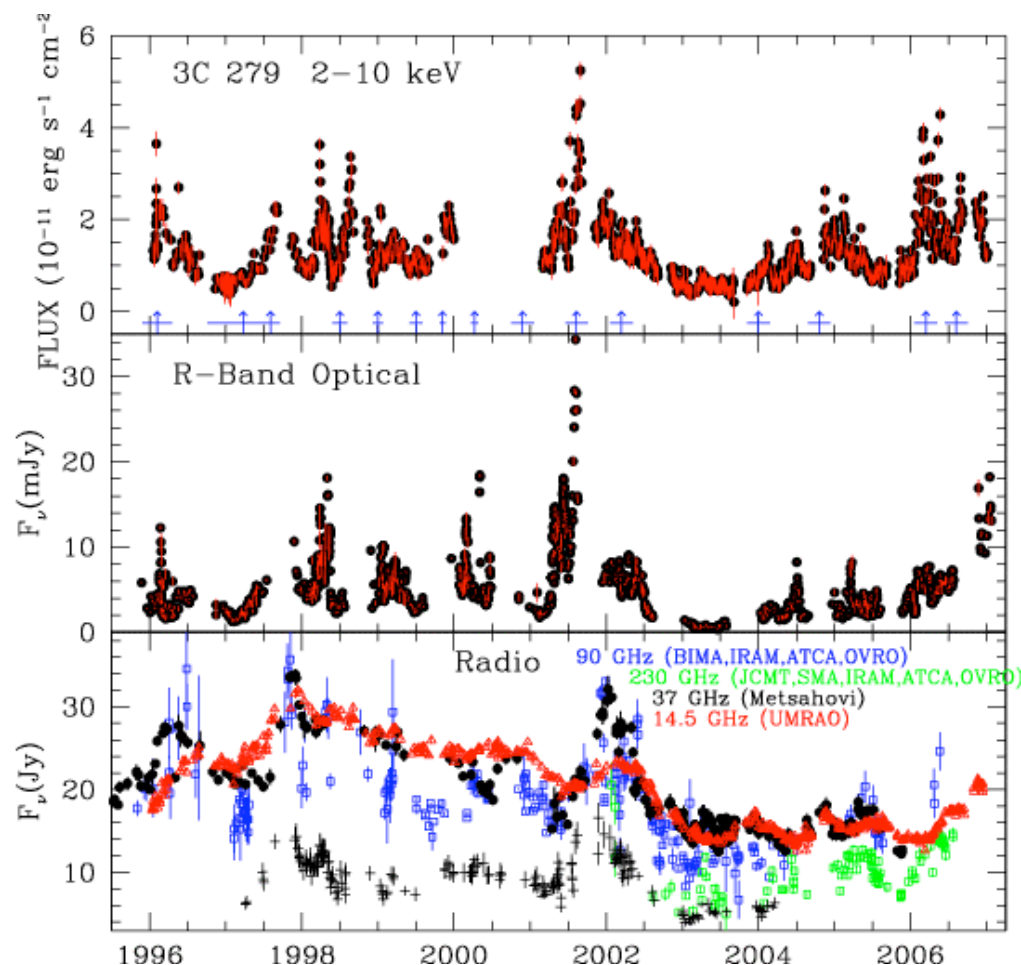 6
4
2
0
FLUX (10⁻¹¹ erg s⁻¹ cm⁻²)
3C 279 2-10 keV
30
20
10
0
Fν(mJy)
R-Band Optical
30
20
10
Fν(Jy)
Radio
90 GHz (BIMA,IRAM,ATCA,OVRO)
230 GHz (JCMT,SMA,IRAM,ATCA,OVRO)
37 GHz (Metsahovi)
14.5 GHz (UMRAO)
1996 1998 2000 2002 2004 2006